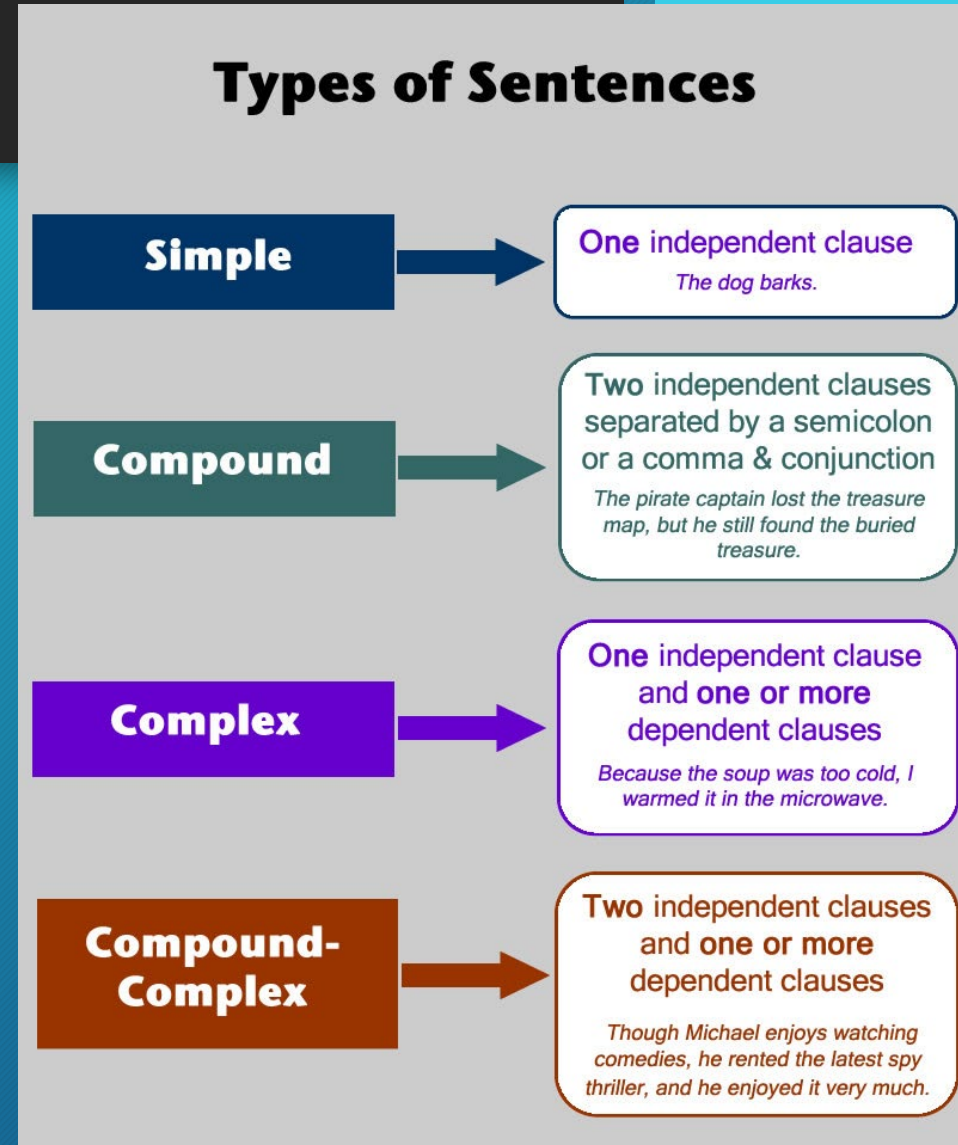 Types of Sentences
Simple
One independent clause
The dog barks.
Compound
Two independent clauses
separated by a semicolon
or a comma & conjunction
The pirate captain lost the treasure
map, but he still found the buried
treasure.
Complex
One independent clause
and one or more
dependent clauses
Because the soup was too cold, I
warmed it in the microwave.
Compound-
Complex
Two independent clauses
and one or more
dependent clauses
Though Michael enjoys watching
comedies, he rented the latest spy
thriller, and he enjoyed it very much.